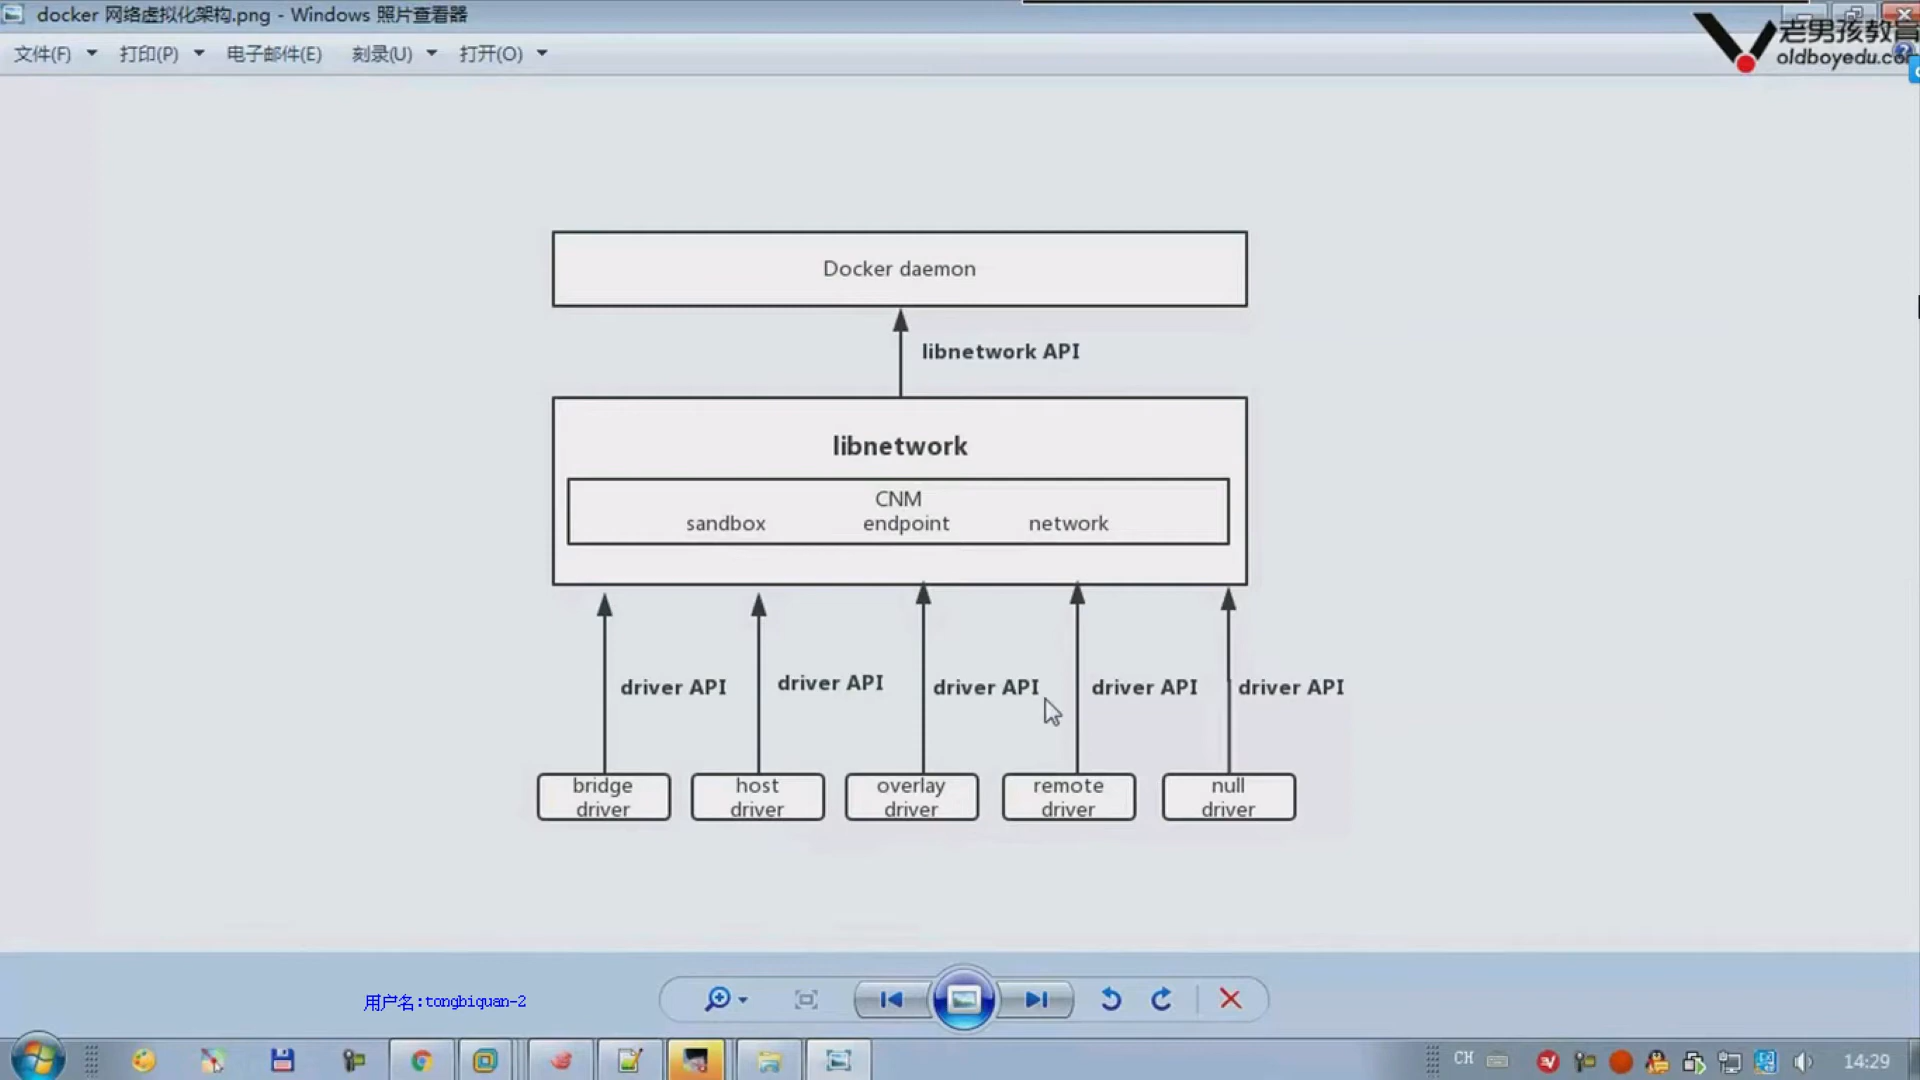 docker 网络虚拟化架构.png - Windows 照片查看器
文件(F) 打印(P) 电子邮件(E) 刻录(U) 打开(O)
老男孩教育
oldboyedu.com
Docker daemon
libnetwork API
libnetwork
CNM
sandbox endpoint network
driver API driver API driver API driver API driver API
bridge driver
host driver
overlay driver
remote driver
null driver
用户名:tongbiquan-2
CH
14:29